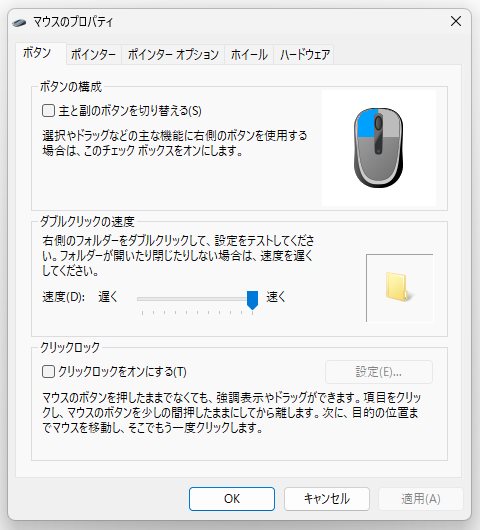 マウスのプロパティ
ボタン
ポインター
ポインター オプション
ホイール
ハードウェア
ボタンの構成
主と副のボタンを切り替える(S)
選択やドラッグなどの主な機能に右側のボタンを使用する
場合は、このチェック ボックスをオンにします。
ダブルクリックの速度
右側のフォルダーをダブルクリックして、設定をテストしてくださ
い。フォルダーが開いたり閉じたりしない場合は、速度を遅く
してください。
速度(D): 遅く 速く
クリックロック
クリックロックをオンにする(T)
設定(E)...
マウスのボタンを押したままでなくても、強調表示やドラッグができます。項目をクリッ
クし、マウスのボタンを少しの間押したままにしてから離します。次に、目的の位置ま
でマウスを移動し、そこでもう一度クリックします。
OK
キャンセル
適用(A)